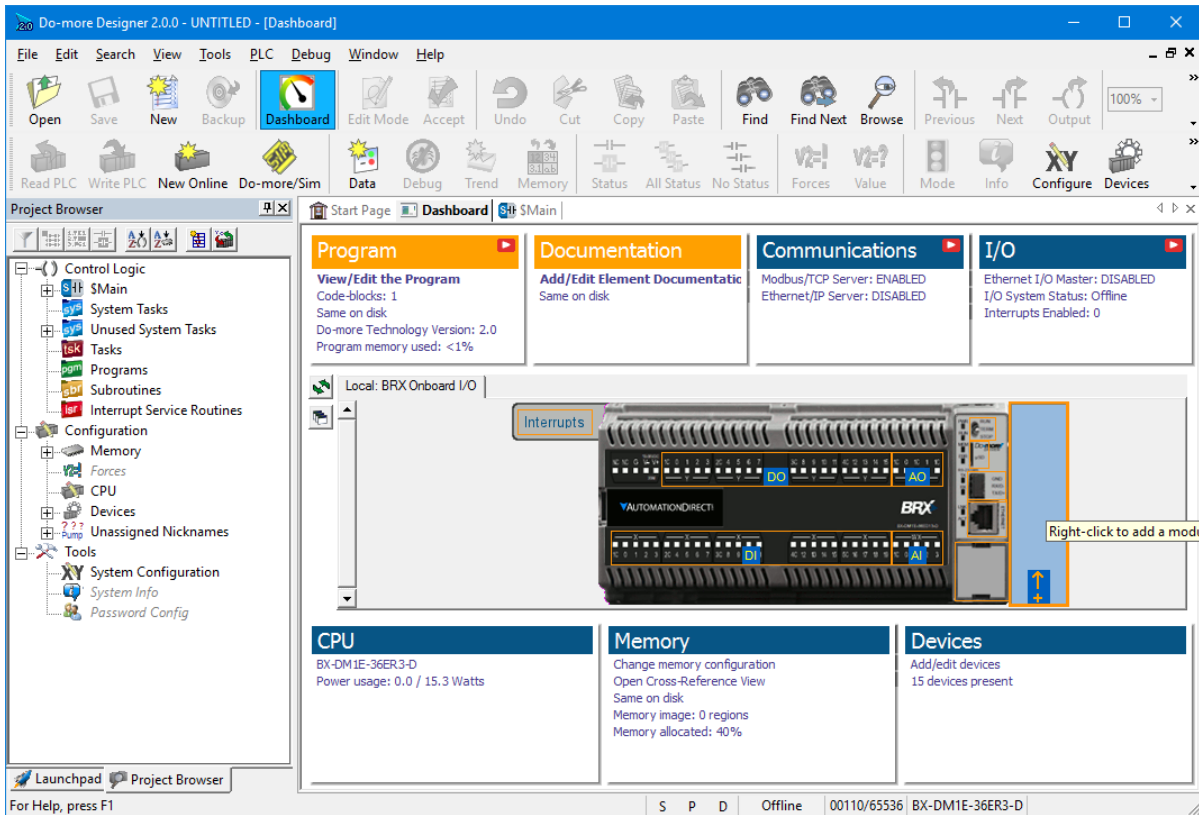 Do-more Designer 2.0.0 - UNTITLED - [Dashboard]
File Edit Search View Tools PLC Debug Window Help
Open Save New Backup Dashboard Edit Mode Accept Undo Cut Copy Paste Find Find Next Browse Previous Next Output 100%
Read PLC Write PLC New Online Do-more/Sim Data Debug Trend Memory Status All Status No Status Forces Value Mode Info Configure Devices
Project Browser
Start Page Dashboard $Main
Control Logic
$Main
System Tasks
Unused System Tasks
Tasks
Programs
Subroutines
Interrupt Service Routines
Configuration
Memory
Forces
CPU
Devices
Unassigned Nicknames
Tools
System Configuration
System Info
Password Config
Launchpad Project Browser
Program
View/Edit the Program
Code-blocks: 1
Same on disk
Do-more Technology Version: 2.0
Program memory used: <1%
Documentation
Add/Edit Element Documentatic
Same on disk
Communications
Modbus/TCP Server: ENABLED
Ethernet/IP Server: DISABLED
I/O
Ethernet I/O Master: DISABLED
I/O System Status: Offline
Interrupts Enabled: 0
Local: BRX Onboard I/O
Interrupts
DO AO
AUTOMATIONDIRECT
BRX
DI AI
Right-click to add a modu
CPU
BX-DM1E-36ER3-D
Power usage: 0.0 / 15.3 Watts
Memory
Change memory configuration
Open Cross-Reference View
Same on disk
Memory image: 0 regions
Memory allocated: 40%
Devices
Add/edit devices
15 devices present
For Help, press F1 S P D Offline 00110/65536 BX-DM1E-36ER3-D